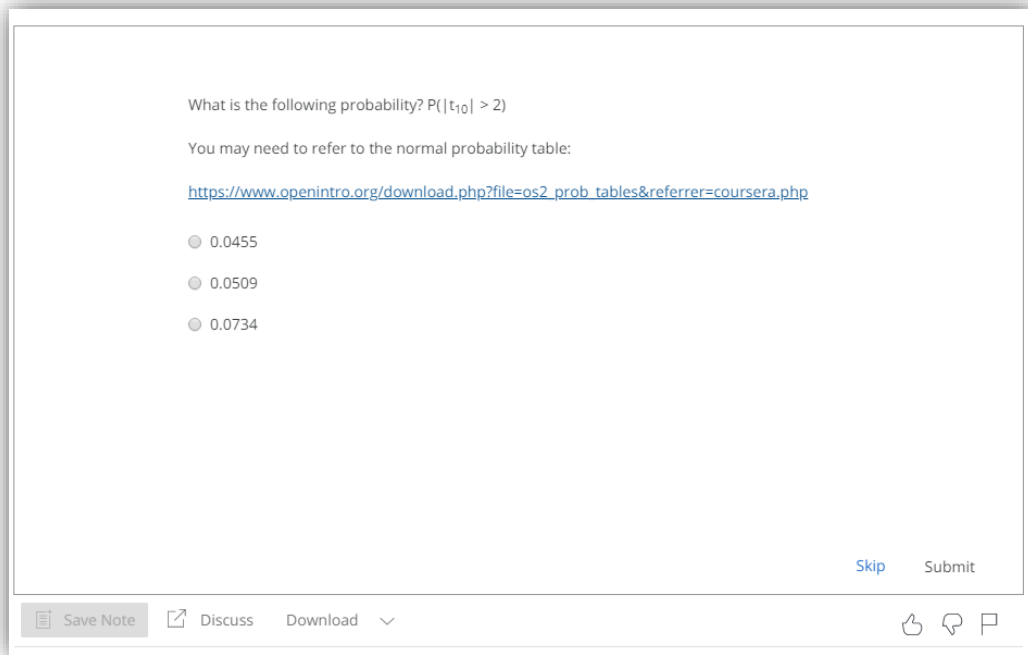 What is the following probability? P(|t₁₀| > 2)
You may need to refer to the normal probability table:
https://www.openintro.org/download.php?file=os2_prob_tables&referrer=coursera.php
0.0455
0.0509
0.0734
Skip Submit
Save Note Discuss Download